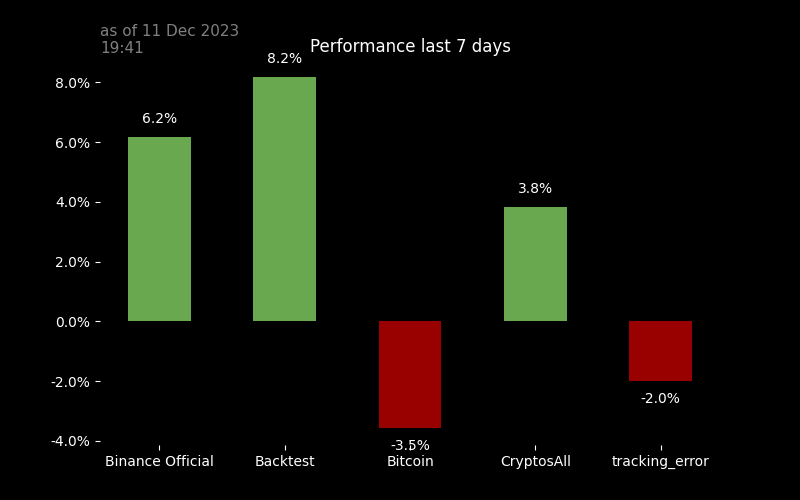 as of 11 Dec 2023
19:41
Performance last 7 days
8.2%
8.0%
6.2%
6.0%
4.0%
3.8%
2.0%
0.0%
-2.0%
-2.0%
-4.0%
-3.5%
Binance Official
Backtest
Bitcoin
CryptosAll
tracking_error